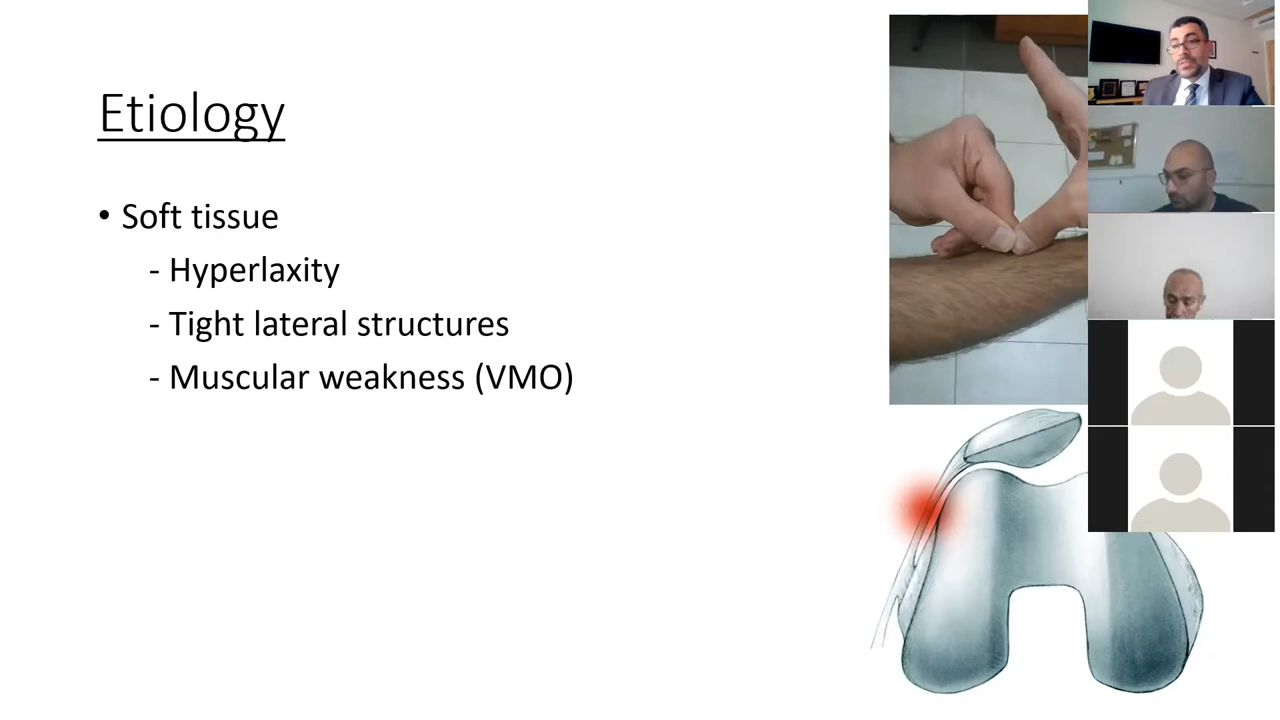 Etiology
• Soft tissue
- Hyperlaxity
- Tight lateral structures
- Muscular weakness (VMO)